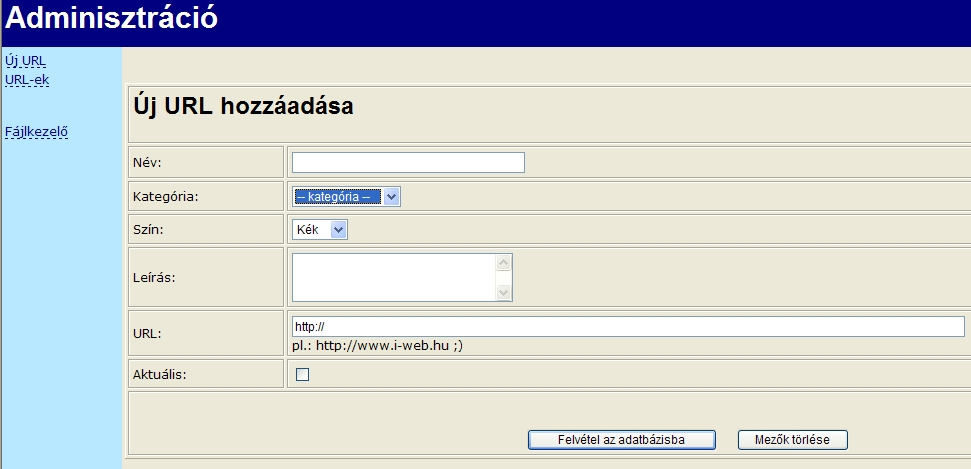 Adminisztráció
Új URL
URL-ek
Fájlkezelő
Új URL hozzáadása
Név:
Kategória:
-- kategória --
Szín:
Kék
Leírás:
URL:
http://
pl.: http://www.i-web.hu ;)
Aktuális:
Felvétel az adatbázisba
Mezők törlése